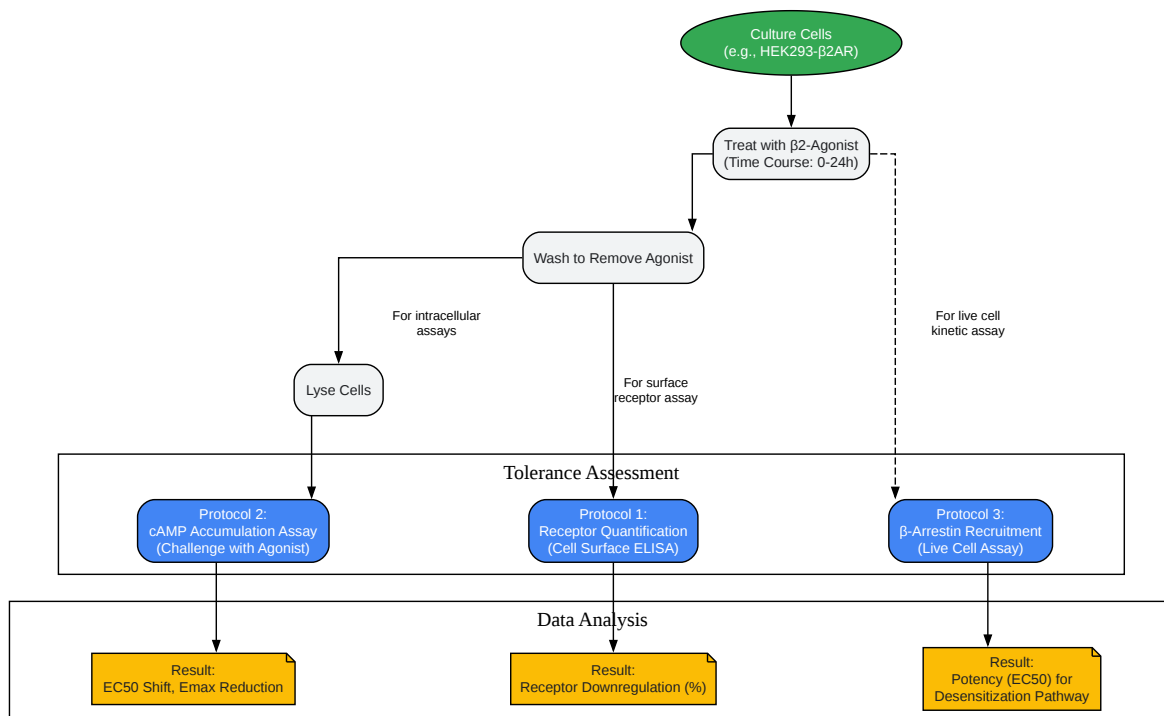 Culture Cells
(e.g., HEK293-β2AR)
Treat with β2-Agonist
(Time Course: 0-24h)
Wash to Remove Agonist
For intracellular
assays
For live cell
kinetic assay
Lyse Cells
For surface
receptor assay
Tolerance Assessment
Protocol 2:
cAMP Accumulation Assay
(Challenge with Agonist)
Protocol 1:
Receptor Quantification
(Cell Surface ELISA)
Protocol 3:
β-Arrestin Recruitment
(Live Cell Assay)
Data Analysis
Result:
EC50 Shift, Emax Reduction
Result:
Receptor Downregulation (%)
Result:
Potency (EC50) for
Desensitization Pathway